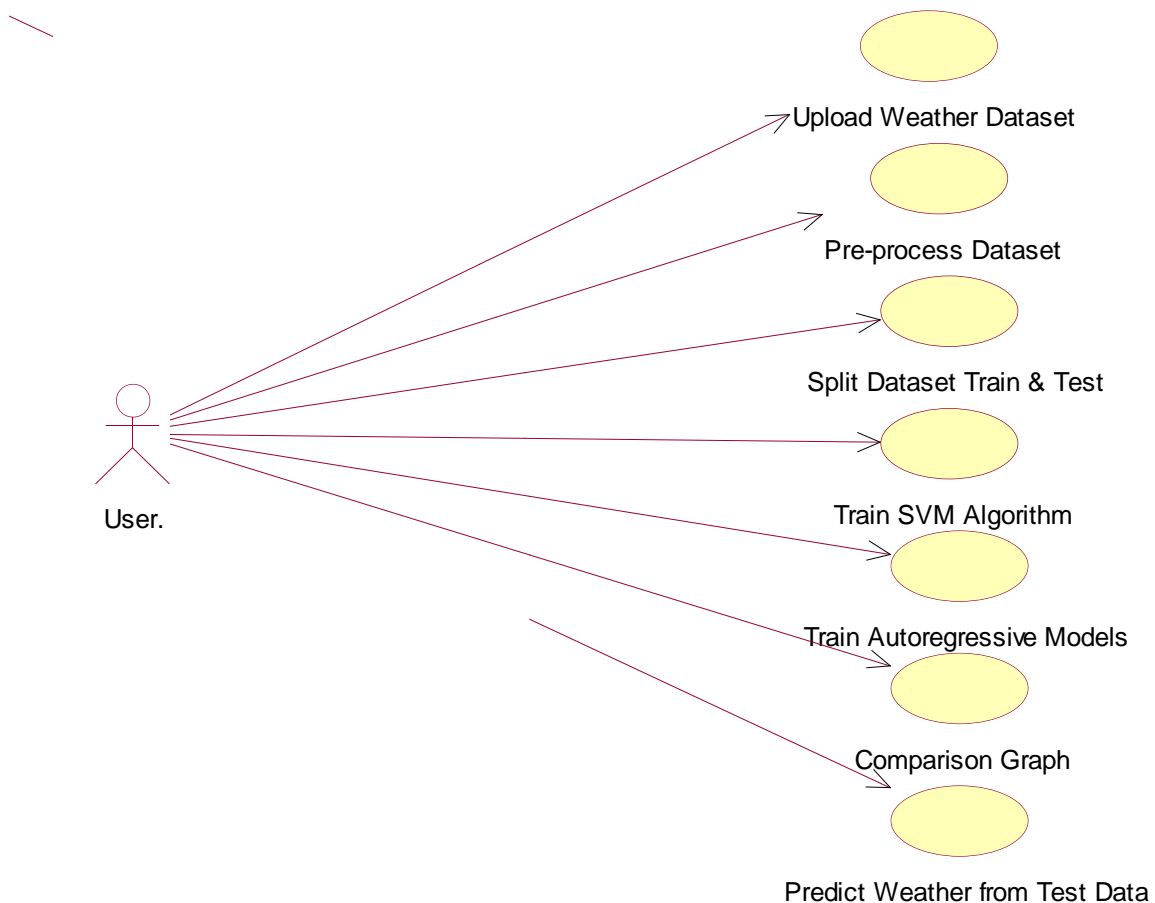 Upload Weather Dataset
Pre-process Dataset
Split Dataset Train & Test
User.
Train SVM Algorithm
Train Autoregressive Models
Comparison Graph
Predict Weather from Test Data